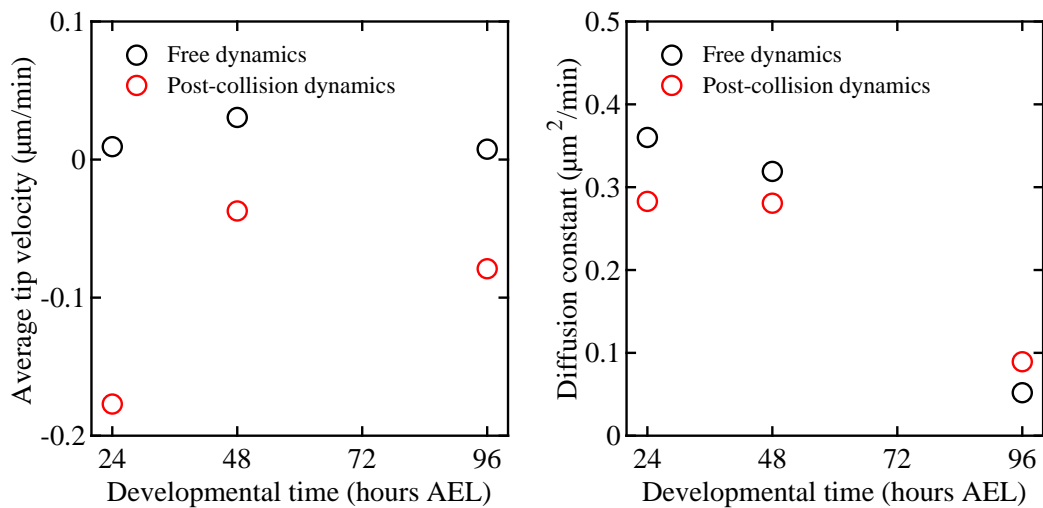 0.1
0
-0.1
-0.2
Average tip velocity (μm/min)
Free dynamics
Post-collision dynamics
24
48
72
96
Developmental time (hours AEL)
0.5
0.4
0.3
0.2
0.1
0
Diffusion constant (μm²/min)
Free dynamics
Post-collision dynamics
24
48
72
96
Developmental time (hours AEL)